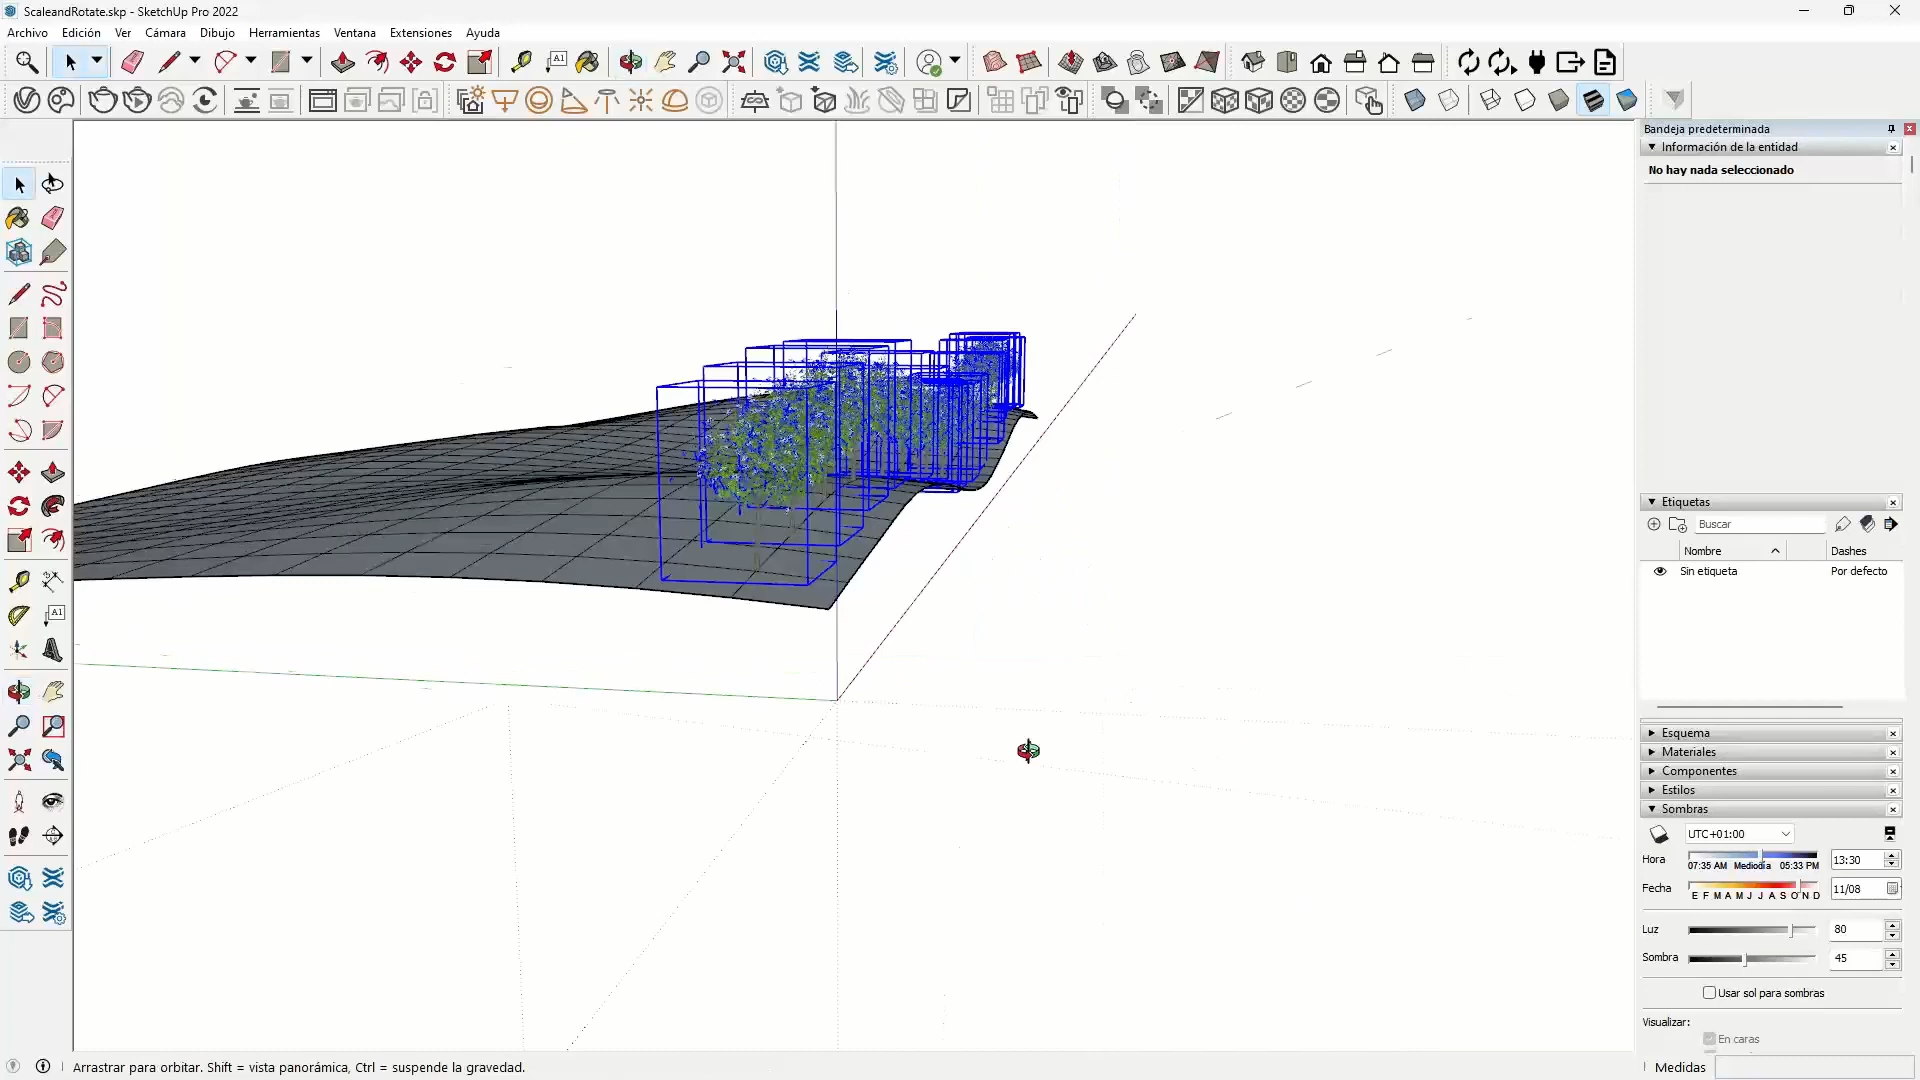 ScaleandRotate.skp - SketchUp Pro 2022
Archivo Edición Ver Cámara Dibujo Herramientas Ventana Extensiones Ayuda
A1
Bandeja predeterminada
Información de la entidad
No hay nada seleccionado
Etiquetas
Buscar
Nombre Dashes
Sin etiqueta Por defecto
A1
Esquema
Materiales
Componentes
Estilos
Sombras
UTC+01:00
Hora 13:30
07:35 AM Mediodía 05:33 PM
Fecha 11/08
E F M A M J J A S O N D
Luz 80
Sombra 45
Usar sol para sombras
Visualizar:
En caras
Arrastrar para orbitar. Shift = vista panorámica, Ctrl = suspende la gravedad.
Medidas